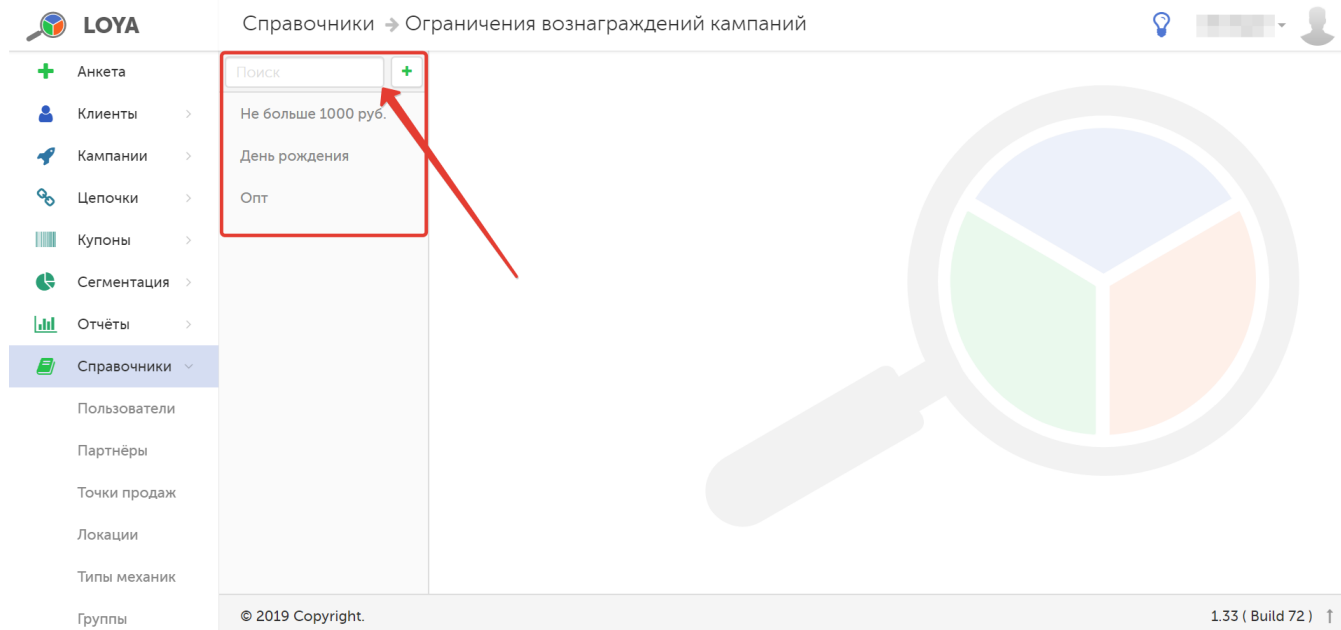 LOYA
Справочники → Ограничения вознаграждений кампаний
Анкета
Клиенты
Кампании
Цепочки
Купоны
Сегментация
Отчёты
Справочники
Пользователи
Партнёры
Точки продаж
Локации
Типы механик
Группы
Поиск
Не больше 1000 руб.
День рождения
Опт
© 2019 Copyright.
1.33 ( Build 72 ) ↑